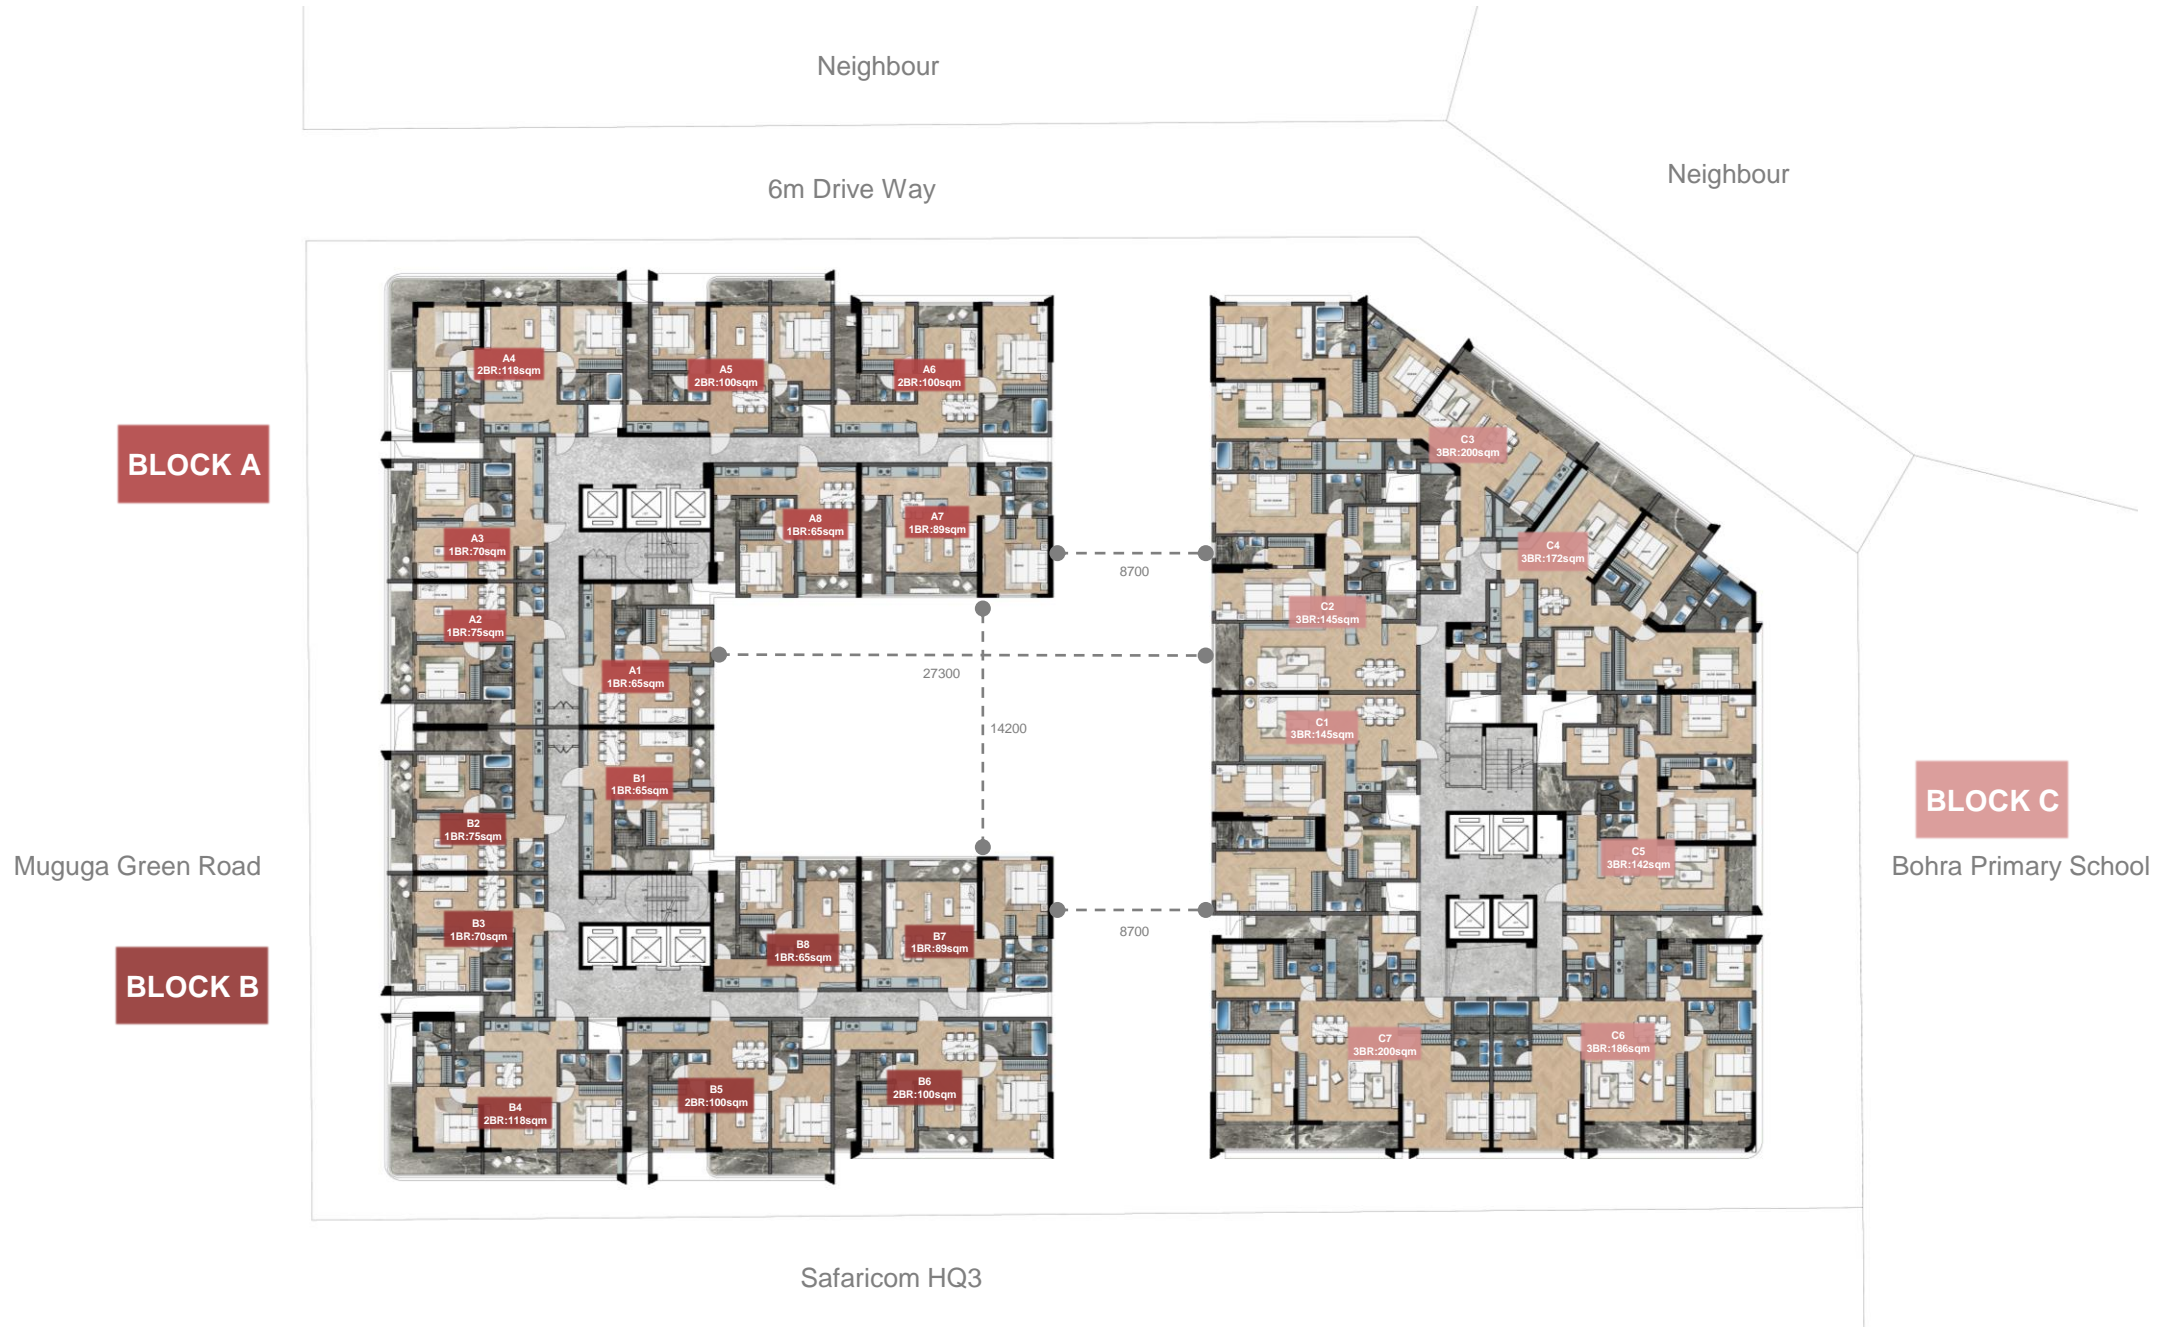 Neighbour
Neighbour
6m Drive Way
A4
2BR:118sqm
A5
2BR:100sqm
A6
2BR:100sqm
BLOCK A
C3
3BR:200sqm
A3
1BR:70sqm
A8
1BR:65sqm
A7
1BR:89sqm
C4
3BR:172sqm
8700
A2
1BR:75sqm
C2
3BR:145sqm
A1
1BR:65sqm
27300
14200
C1
3BR:145sqm
B1
1BR:65sqm
BLOCK C
B2
1BR:75sqm
C5
3BR:142sqm
Muguga Green Road
Bohra Primary School
B3
1BR:70sqm
B8
1BR:65sqm
B7
1BR:89sqm
8700
BLOCK B
C7
3BR:200sqm
C6
3BR:186sqm
B4
2BR:118sqm
B5
2BR:100sqm
B6
2BR:100sqm
Safaricom HQ3